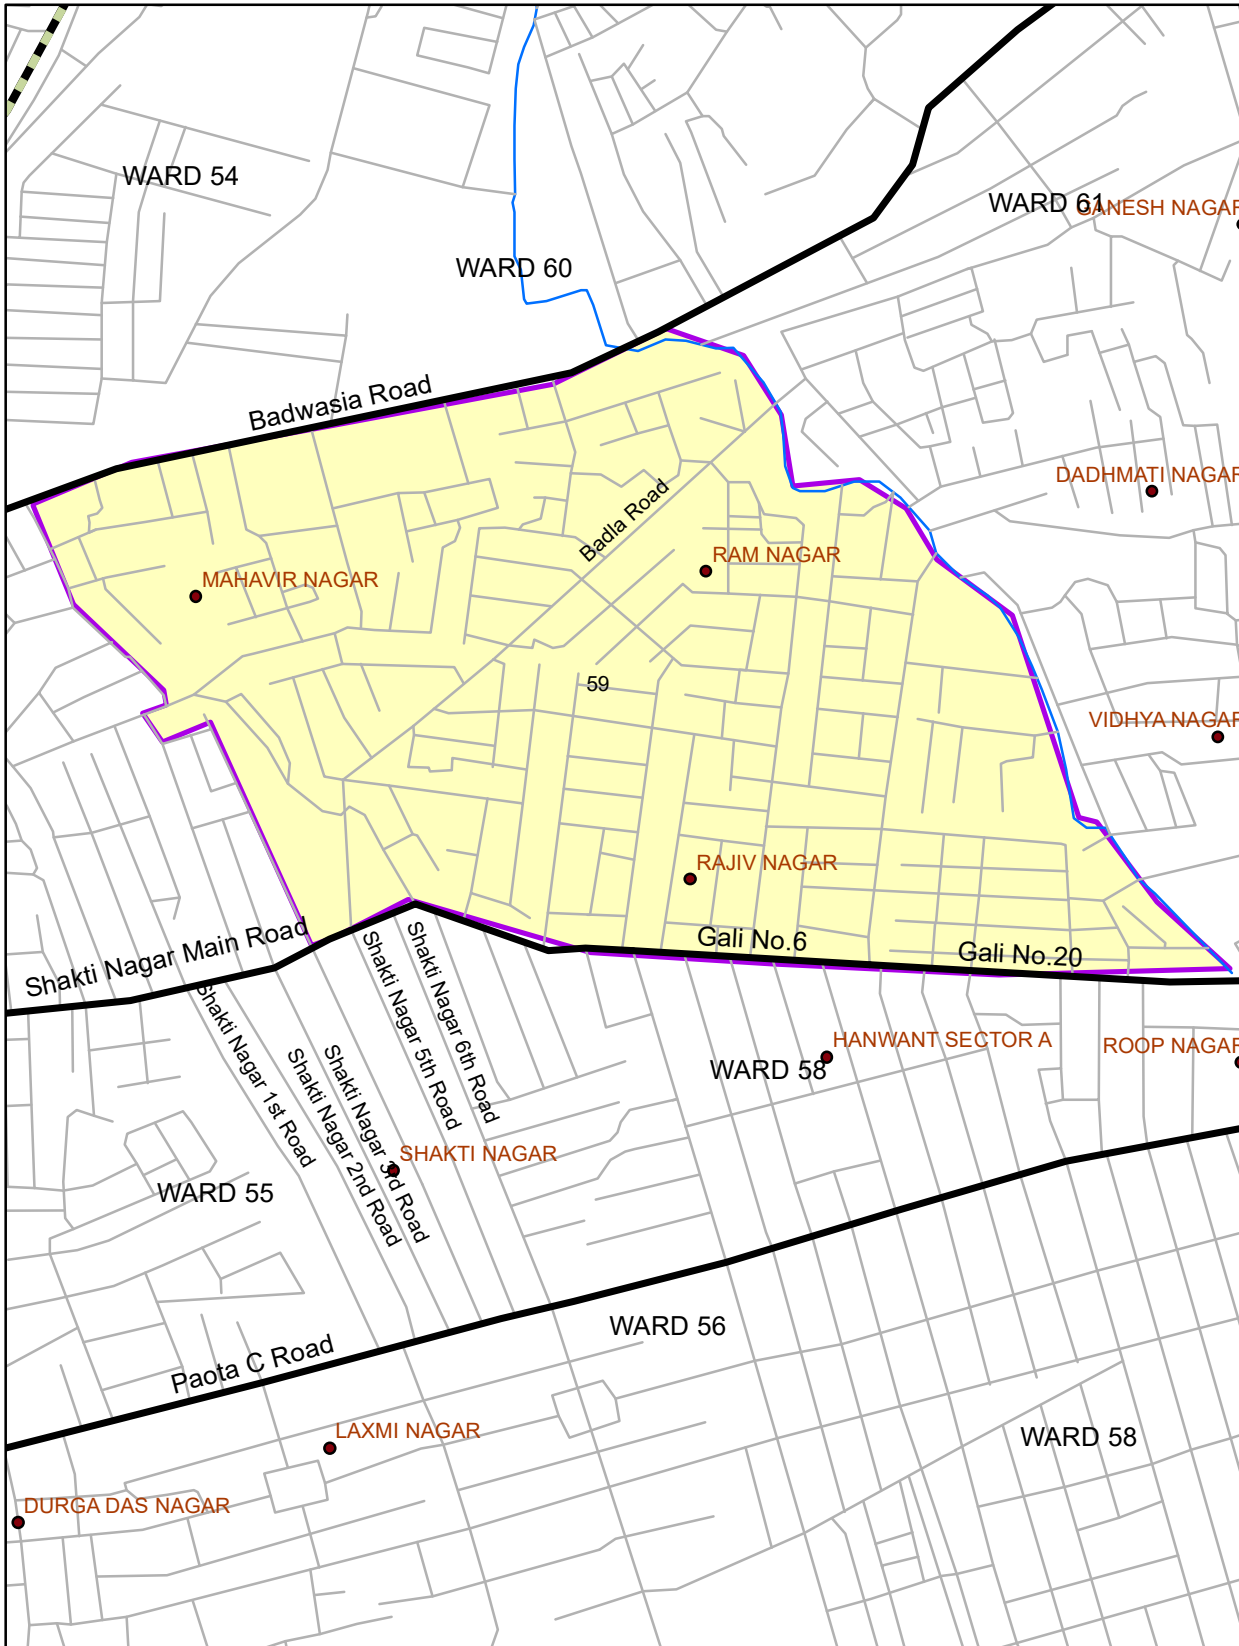 WARD 54
WARD 61
GANESH NAGAR
WARD 60
Badwasia Road
DADHMATI NAGAR
Badla Road
RAM NAGAR
MAHAVIR NAGAR
59
VIDHYA NAGAR
RAJIV NAGAR
Shakti Nagar Main Road
Gali No.6
Gali No.20
Shakti Nagar 1st Road
Shakti Nagar 2nd Road
Shakti Nagar 3rd Road
Shakti Nagar 5th Road
Shakti Nagar 6th Road
HANWANT SECTOR A
ROOP NAGAR
WARD 58
SHAKTI NAGAR
WARD 55
WARD 56
Paota C Road
LAXMI NAGAR
WARD 58
DURGA DAS NAGAR